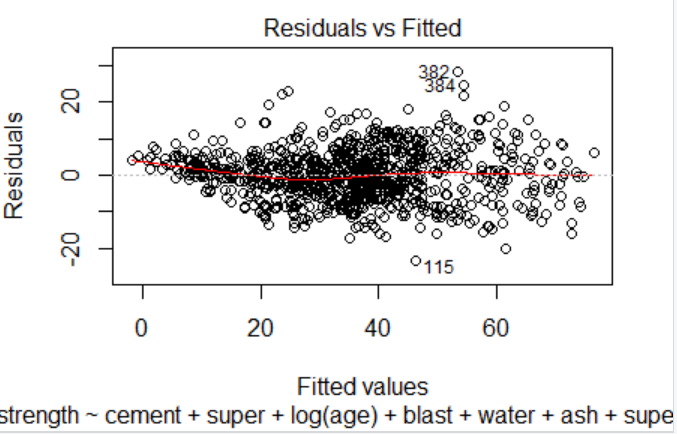 Residuals vs Fitted
382
384
20
0
-20
Residuals
115
0 20 40 60
Fitted values
strength ~ cement + super + log(age) + blast + water + ash + supe